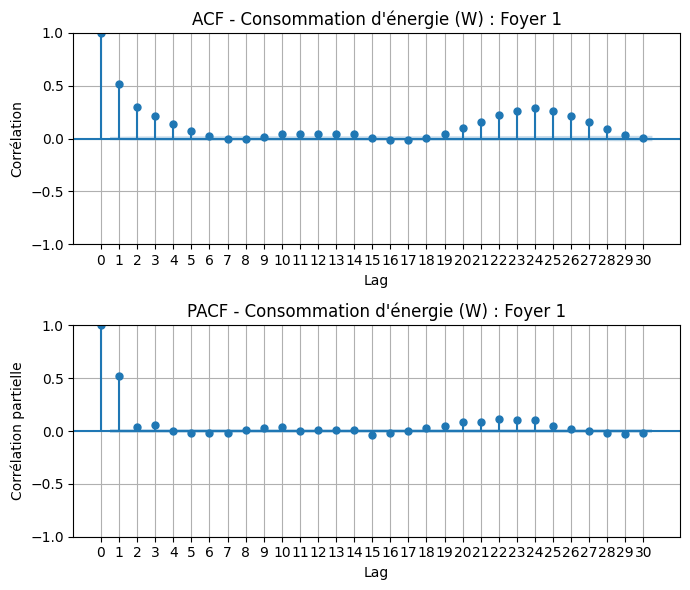 ACF - Consommation d'énergie (W) : Foyer 1
1.0
0.5
0.0
−0.5
−1.0
Corrélation
0 1 2 3 4 5 6 7 8 9 10 11 12 13 14 15 16 17 18 19 20 21 22 23 24 25 26 27 28 29 30
Lag
PACF - Consommation d'énergie (W) : Foyer 1
1.0
0.5
0.0
−0.5
−1.0
Corrélation partielle
0 1 2 3 4 5 6 7 8 9 10 11 12 13 14 15 16 17 18 19 20 21 22 23 24 25 26 27 28 29 30
Lag